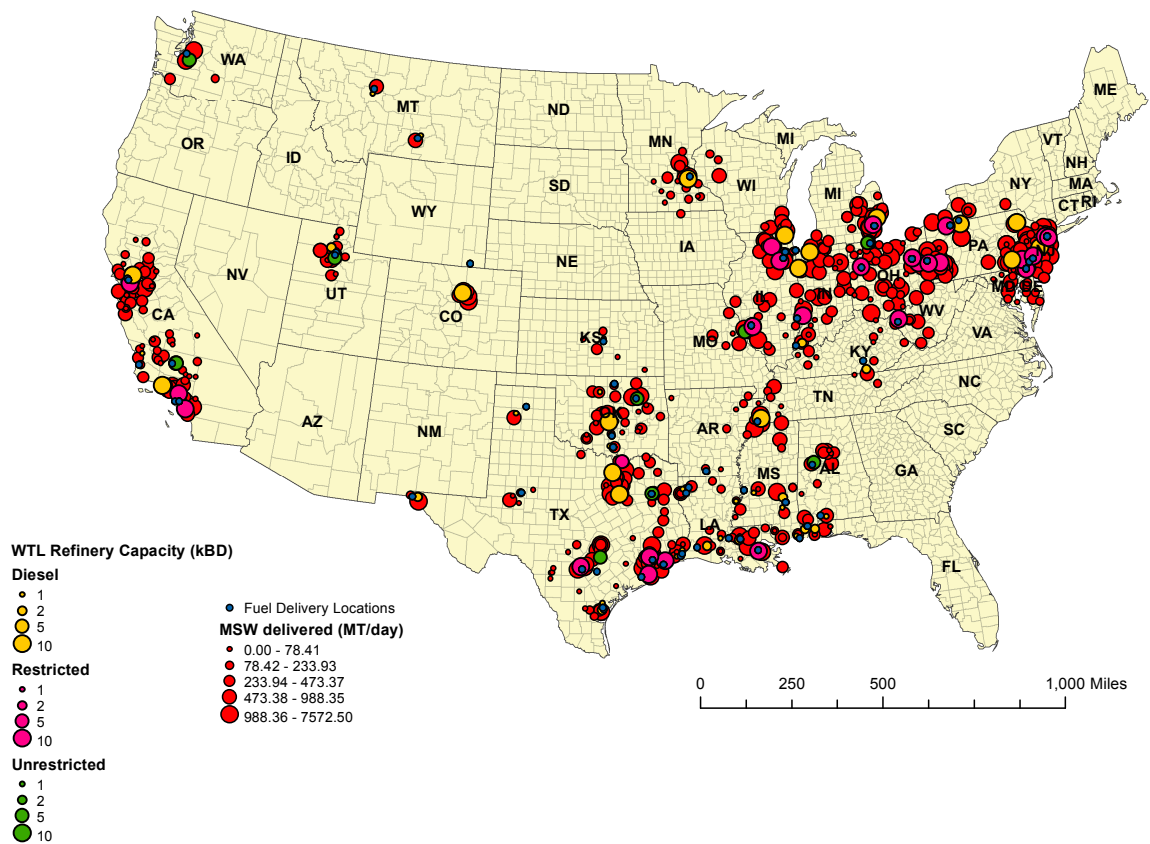 WA
MT
ND
MN
MI
ME
VT
NH
OR
ID
SD
WI
MI
NY
MA
CT
RI
WY
IA
PA
NE
NV
UT
IL
IN
OH
MD
DE
CA
CO
WV
KS
MO
VA
KY
NC
TN
OK
AZ
NM
AR
SC
MS
AL
GA
TX
LA
FL
WTL Refinery Capacity (kBD)
Diesel
1
2
5
10
Restricted
1
2
5
10
Unrestricted
1
2
5
10
Fuel Delivery Locations
MSW delivered (MT/day)
0.00 - 78.41
78.42 - 233.93
233.94 - 473.37
473.38 - 988.35
988.36 - 7572.50
0 250 500 1,000 Miles